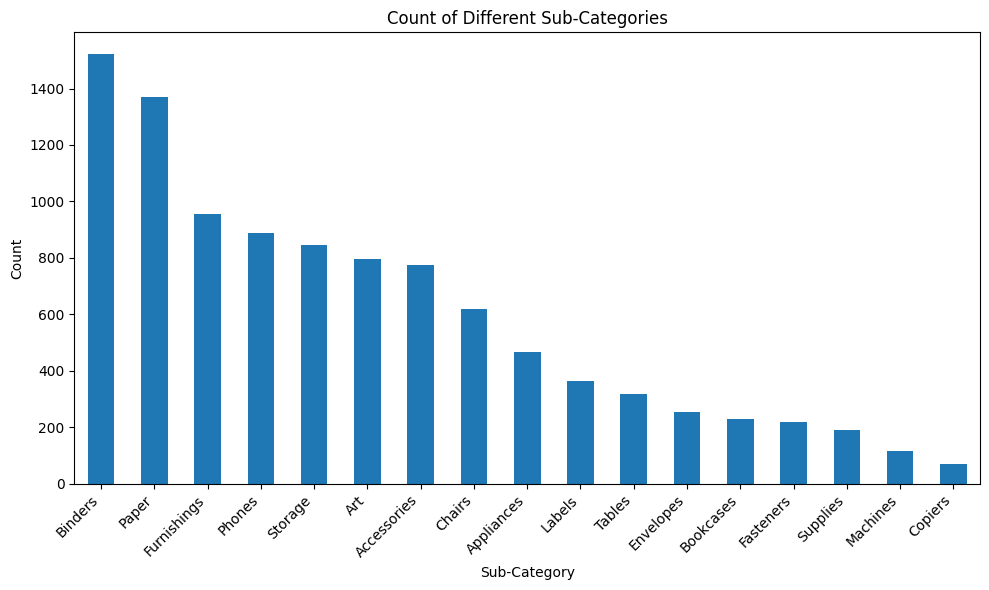 Count of Different Sub-Categories
Count
1400
1200
1000
800
600
400
200
0
Binders
Paper
Furnishings
Phones
Storage
Art
Accessories
Chairs
Appliances
Labels
Tables
Envelopes
Bookcases
Fasteners
Supplies
Machines
Copiers
Sub-Category